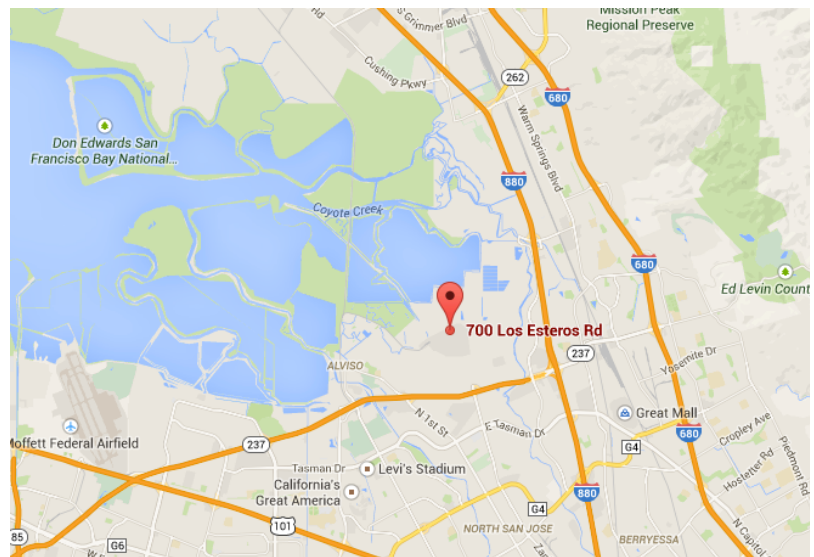 Mission Peak
Regional Preserve
S Grimmer Blvd
Cushing Pkwy
262
680
Don Edwards San
Francisco Bay National...
Warm Springs Blvd
880
Coyote Creek
680
Ed Levin Count
700 Los Esteros Rd
237
ALVISO
Yosemite Dr
N 1st St
Great Mall
E Tasman Dr
Moffett Federal Airfield
237
G4
680
Cropley Ave
Piedmont Rd
Hostetter Rd
Tasman Dr
Levi's Stadium
California's
Great America
880
G4
101
NORTH SAN JOSE
85
G6
BERRYESSA
N Capitol